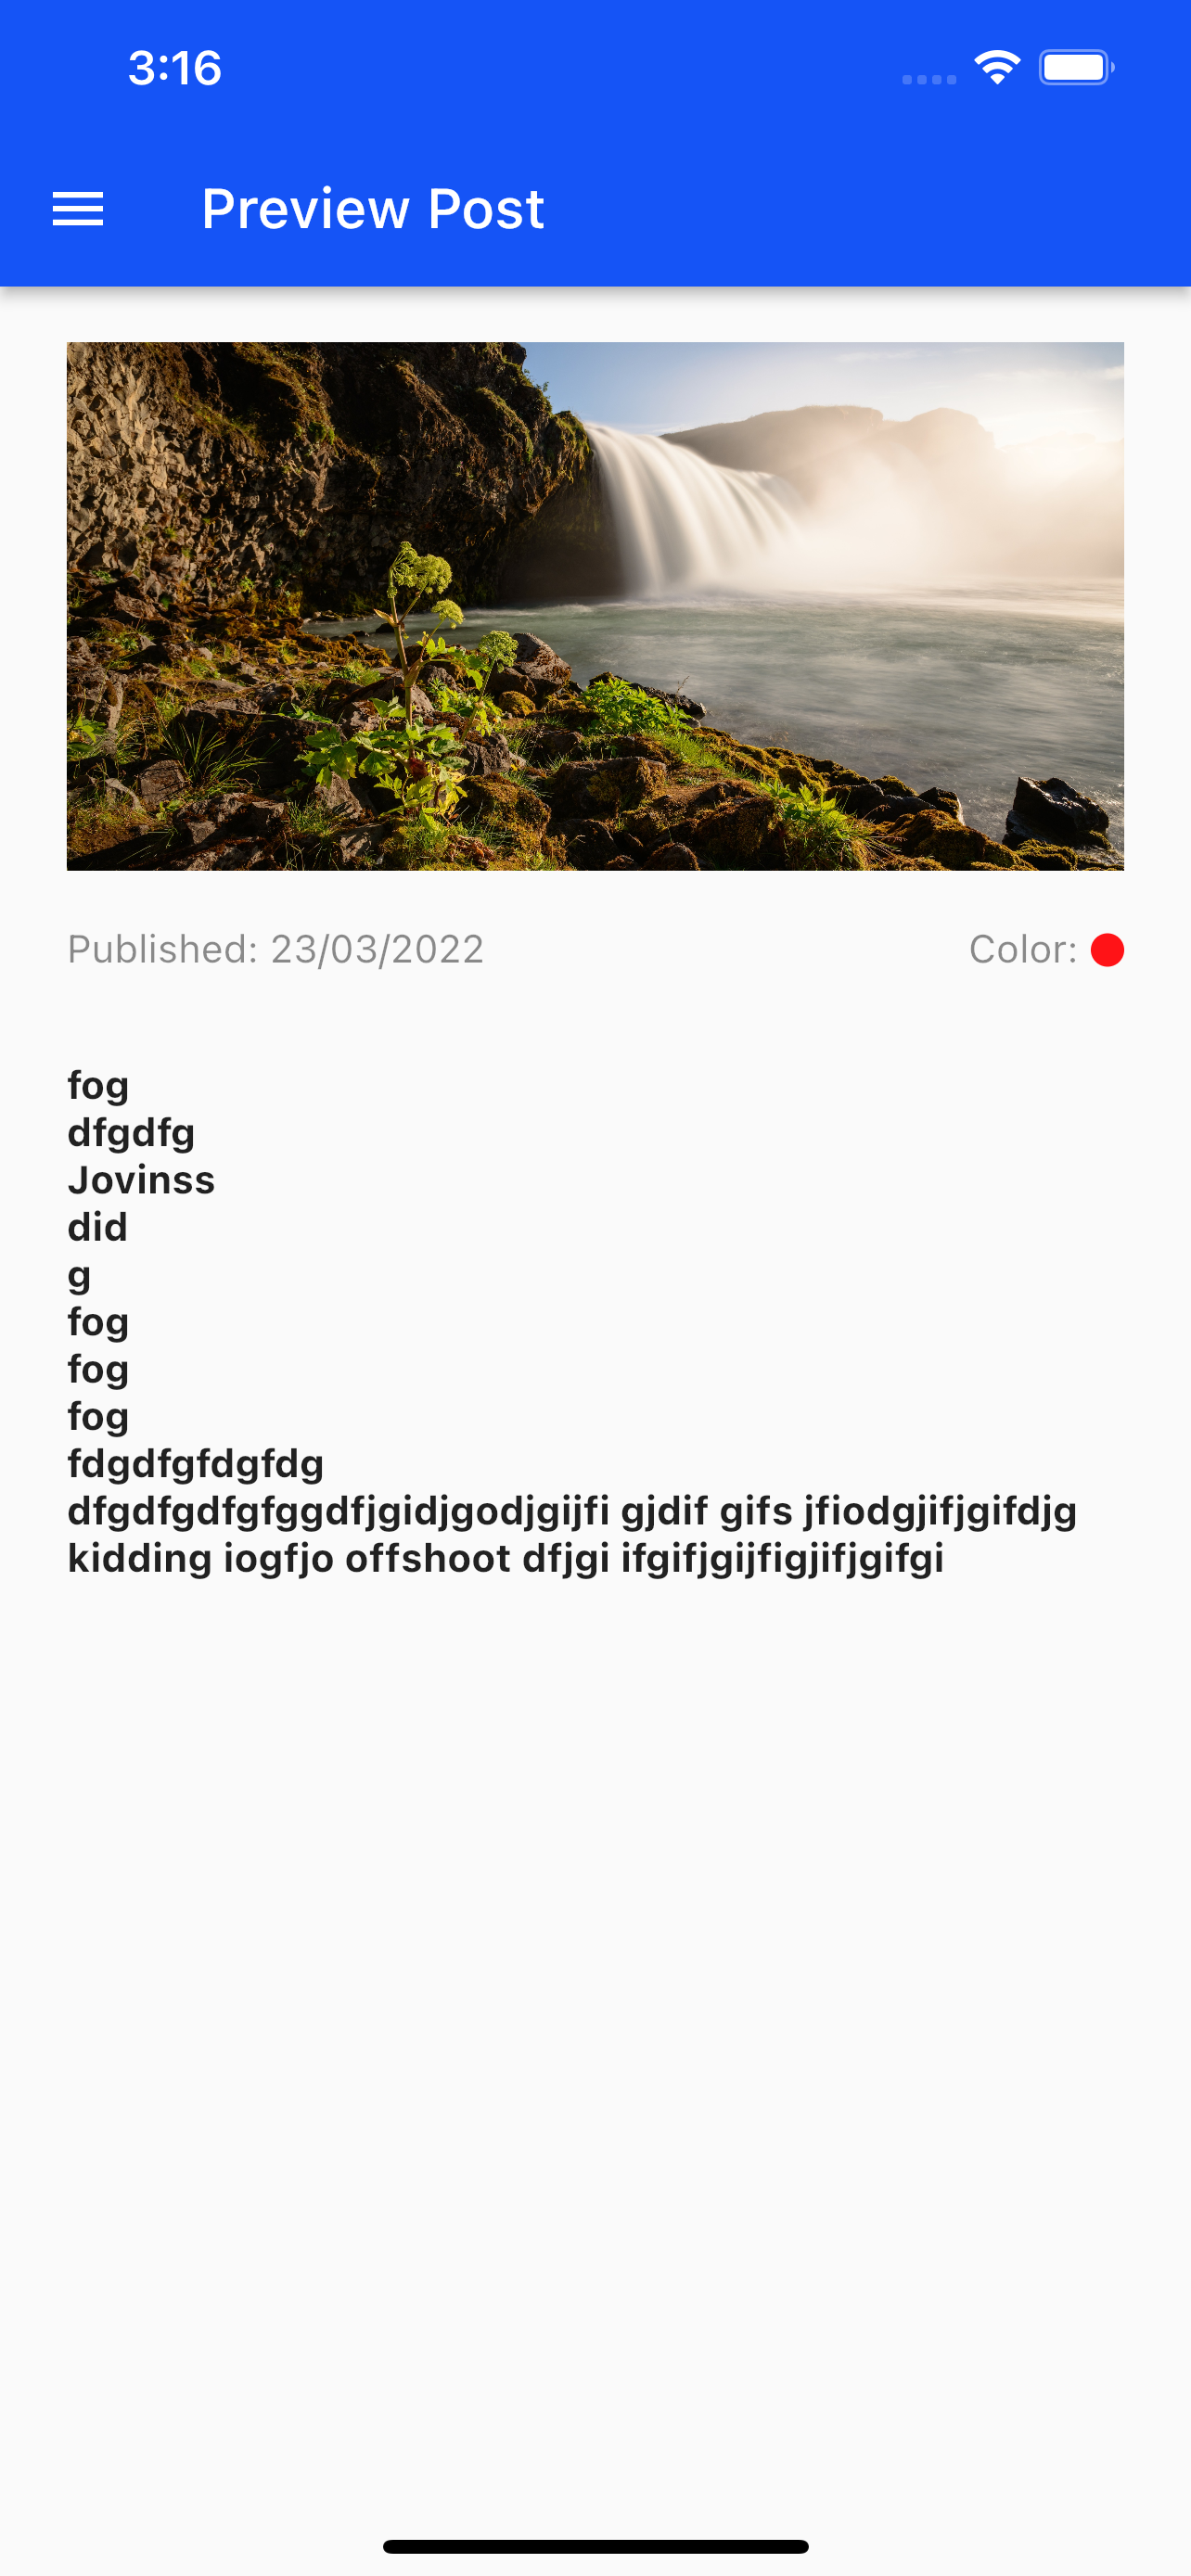 3:16
Preview Post
Published: 23/03/2022
Color:
fog
dfgdfg
Jovinss
did
g
fog
fog
fog
fdgdfgfdgfdg
dfgdfgdfgfggdfjgidjgodjgijfi gjdif gifs jfiodgjifjgifdjg
kidding iogfjo offshoot dfjgi ifgifjgijfigjifjgifgi